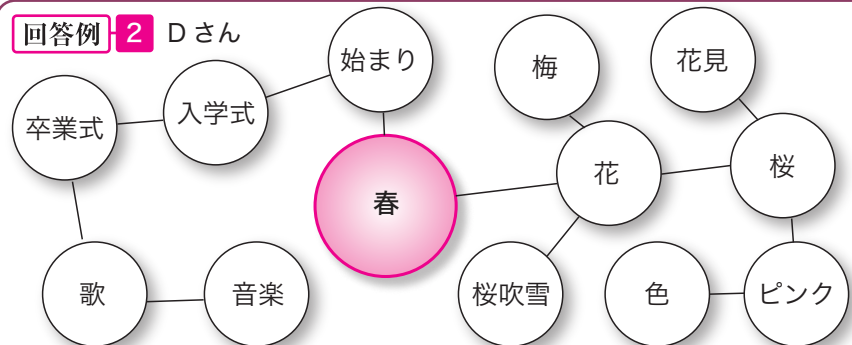 回答例 2 Dさん
始まり
梅
花見
卒業式
入学式
花
桜
春
歌
音楽
桜吹雪
色
ピンク